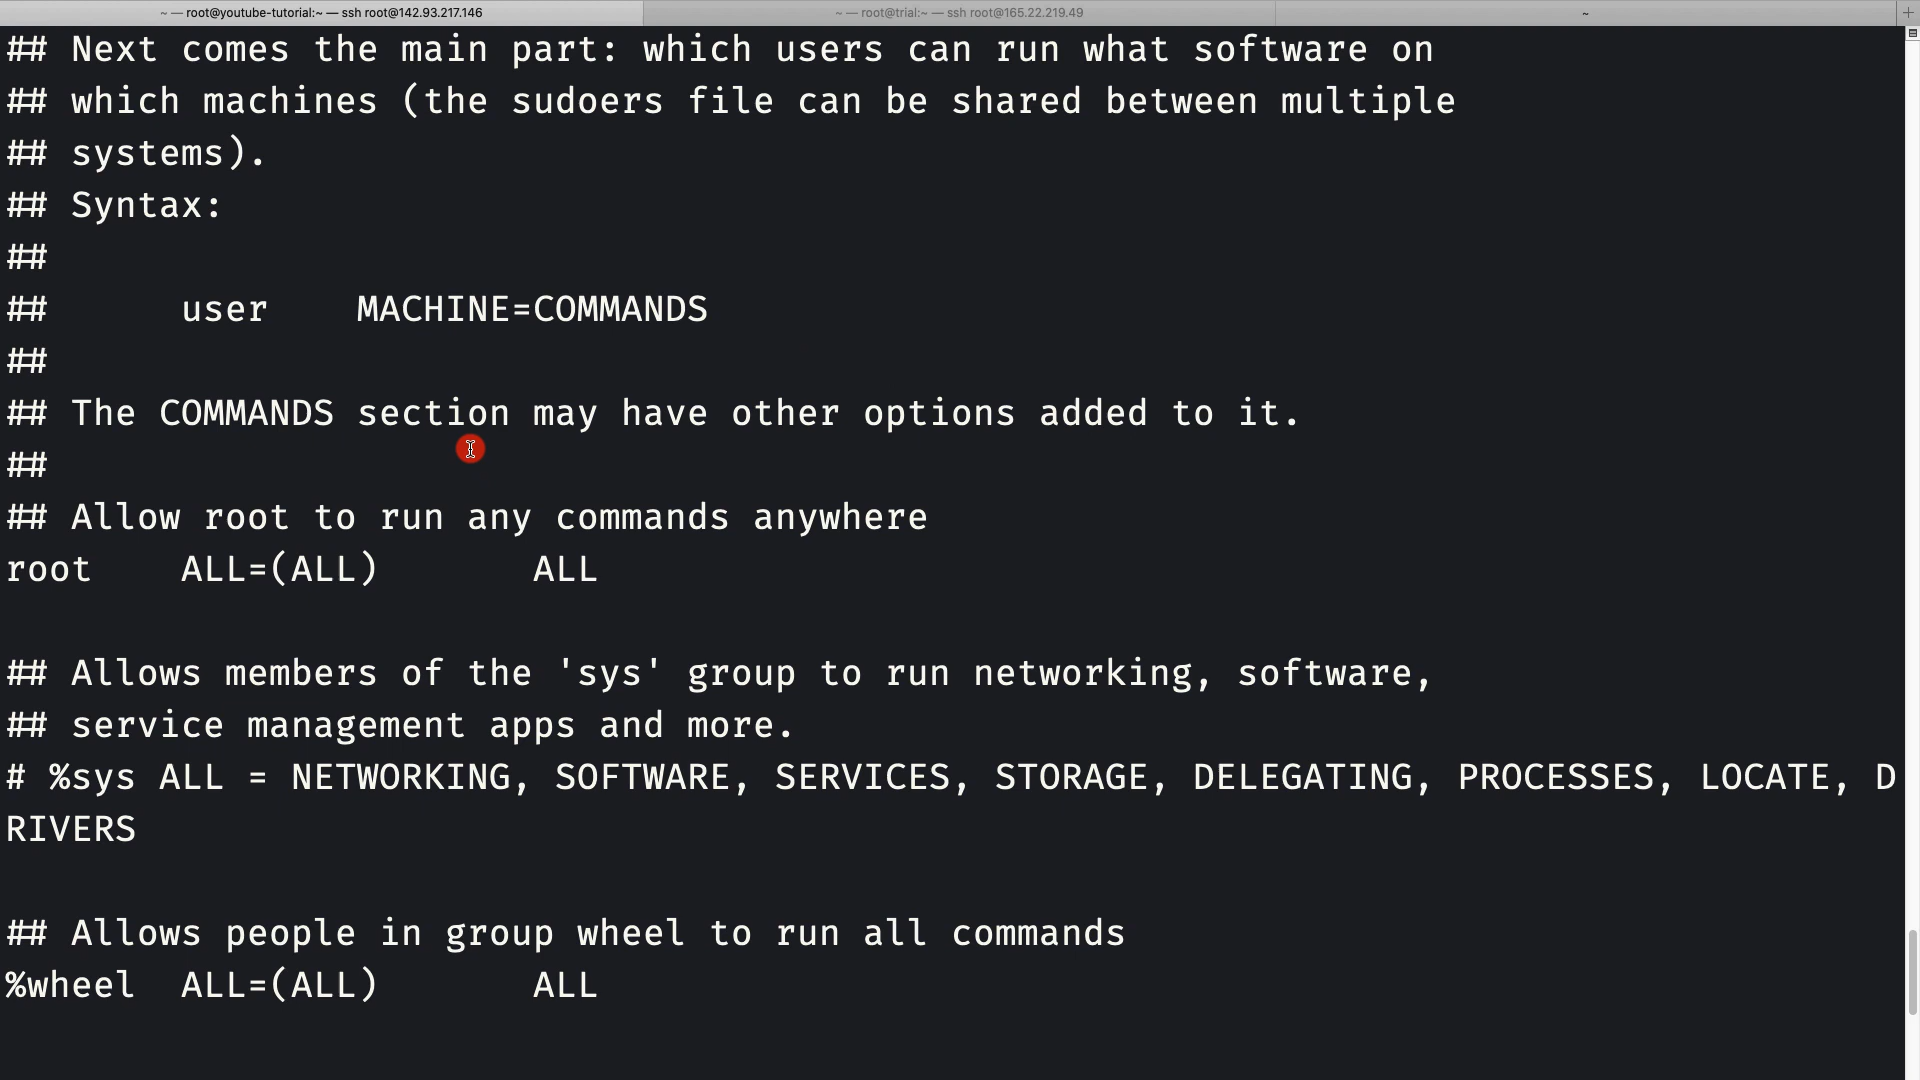 ~ — root@youtube-tutorial:~ — ssh root@142.93.217.146
~ — root@trial:~ — ssh root@165.22.219.49
~
+
## Next comes the main part: which users can run what software on
## which machines (the sudoers file can be shared between multiple
## systems).
## Syntax:
##
##      user    MACHINE=COMMANDS
##
## The COMMANDS section may have other options added to it.
##
## Allow root to run any commands anywhere
root    ALL=(ALL)       ALL
## Allows members of the 'sys' group to run networking, software,
## service management apps and more.
# %sys ALL = NETWORKING, SOFTWARE, SERVICES, STORAGE, DELEGATING, PROCESSES, LOCATE, D
RIVERS
## Allows people in group wheel to run all commands
%wheel  ALL=(ALL)       ALL